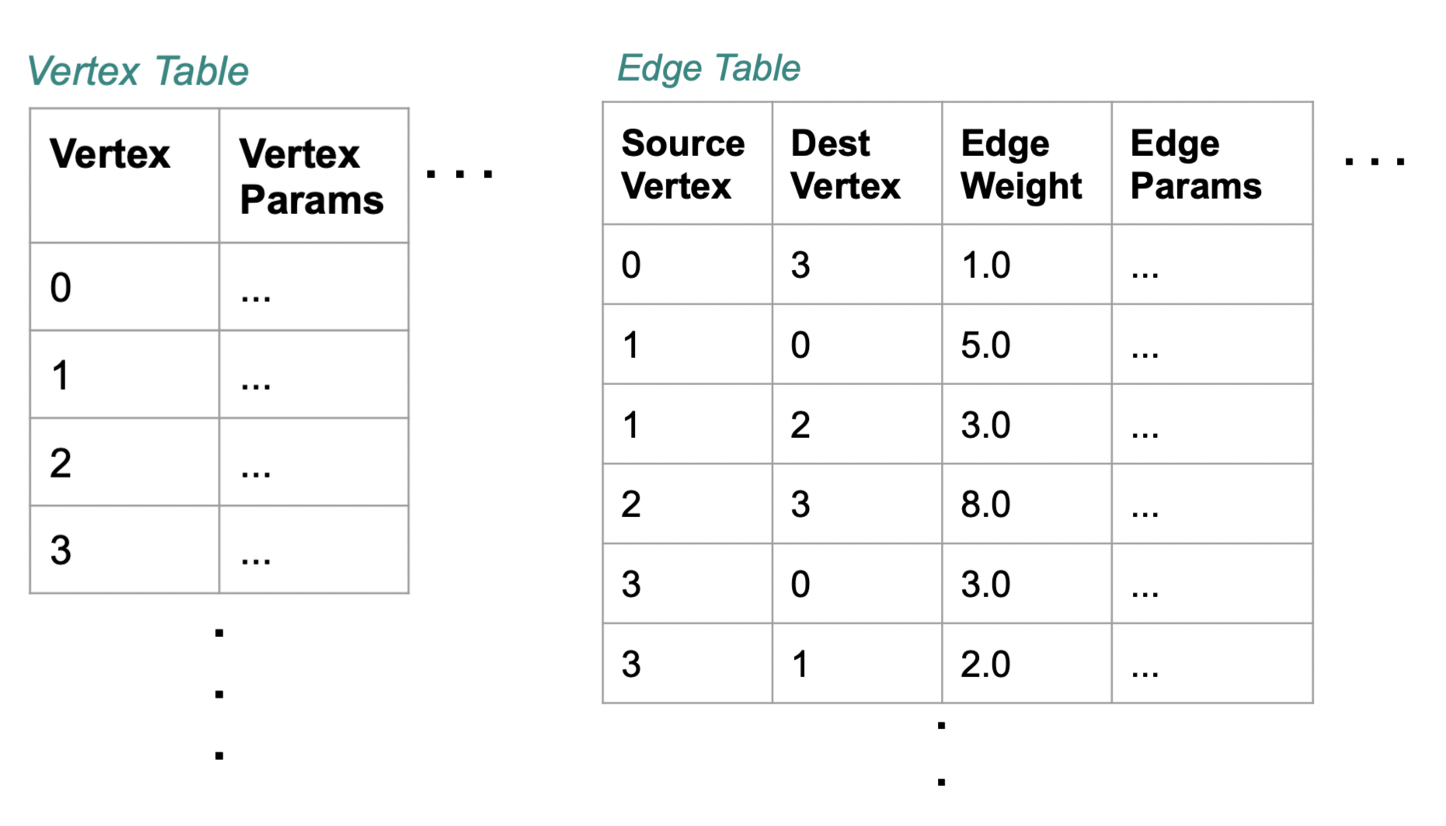 Vertex Table
Vertex Vertex Params ...
0 ...
1 ...
2 ...
3 ...
.
.
.
Edge Table
Source Vertex Dest Vertex Edge Weight Edge Params ...
0 3 1.0 ...
1 0 5.0 ...
1 2 3.0 ...
2 3 8.0 ...
3 0 3.0 ...
3 1 2.0 ...
.
.